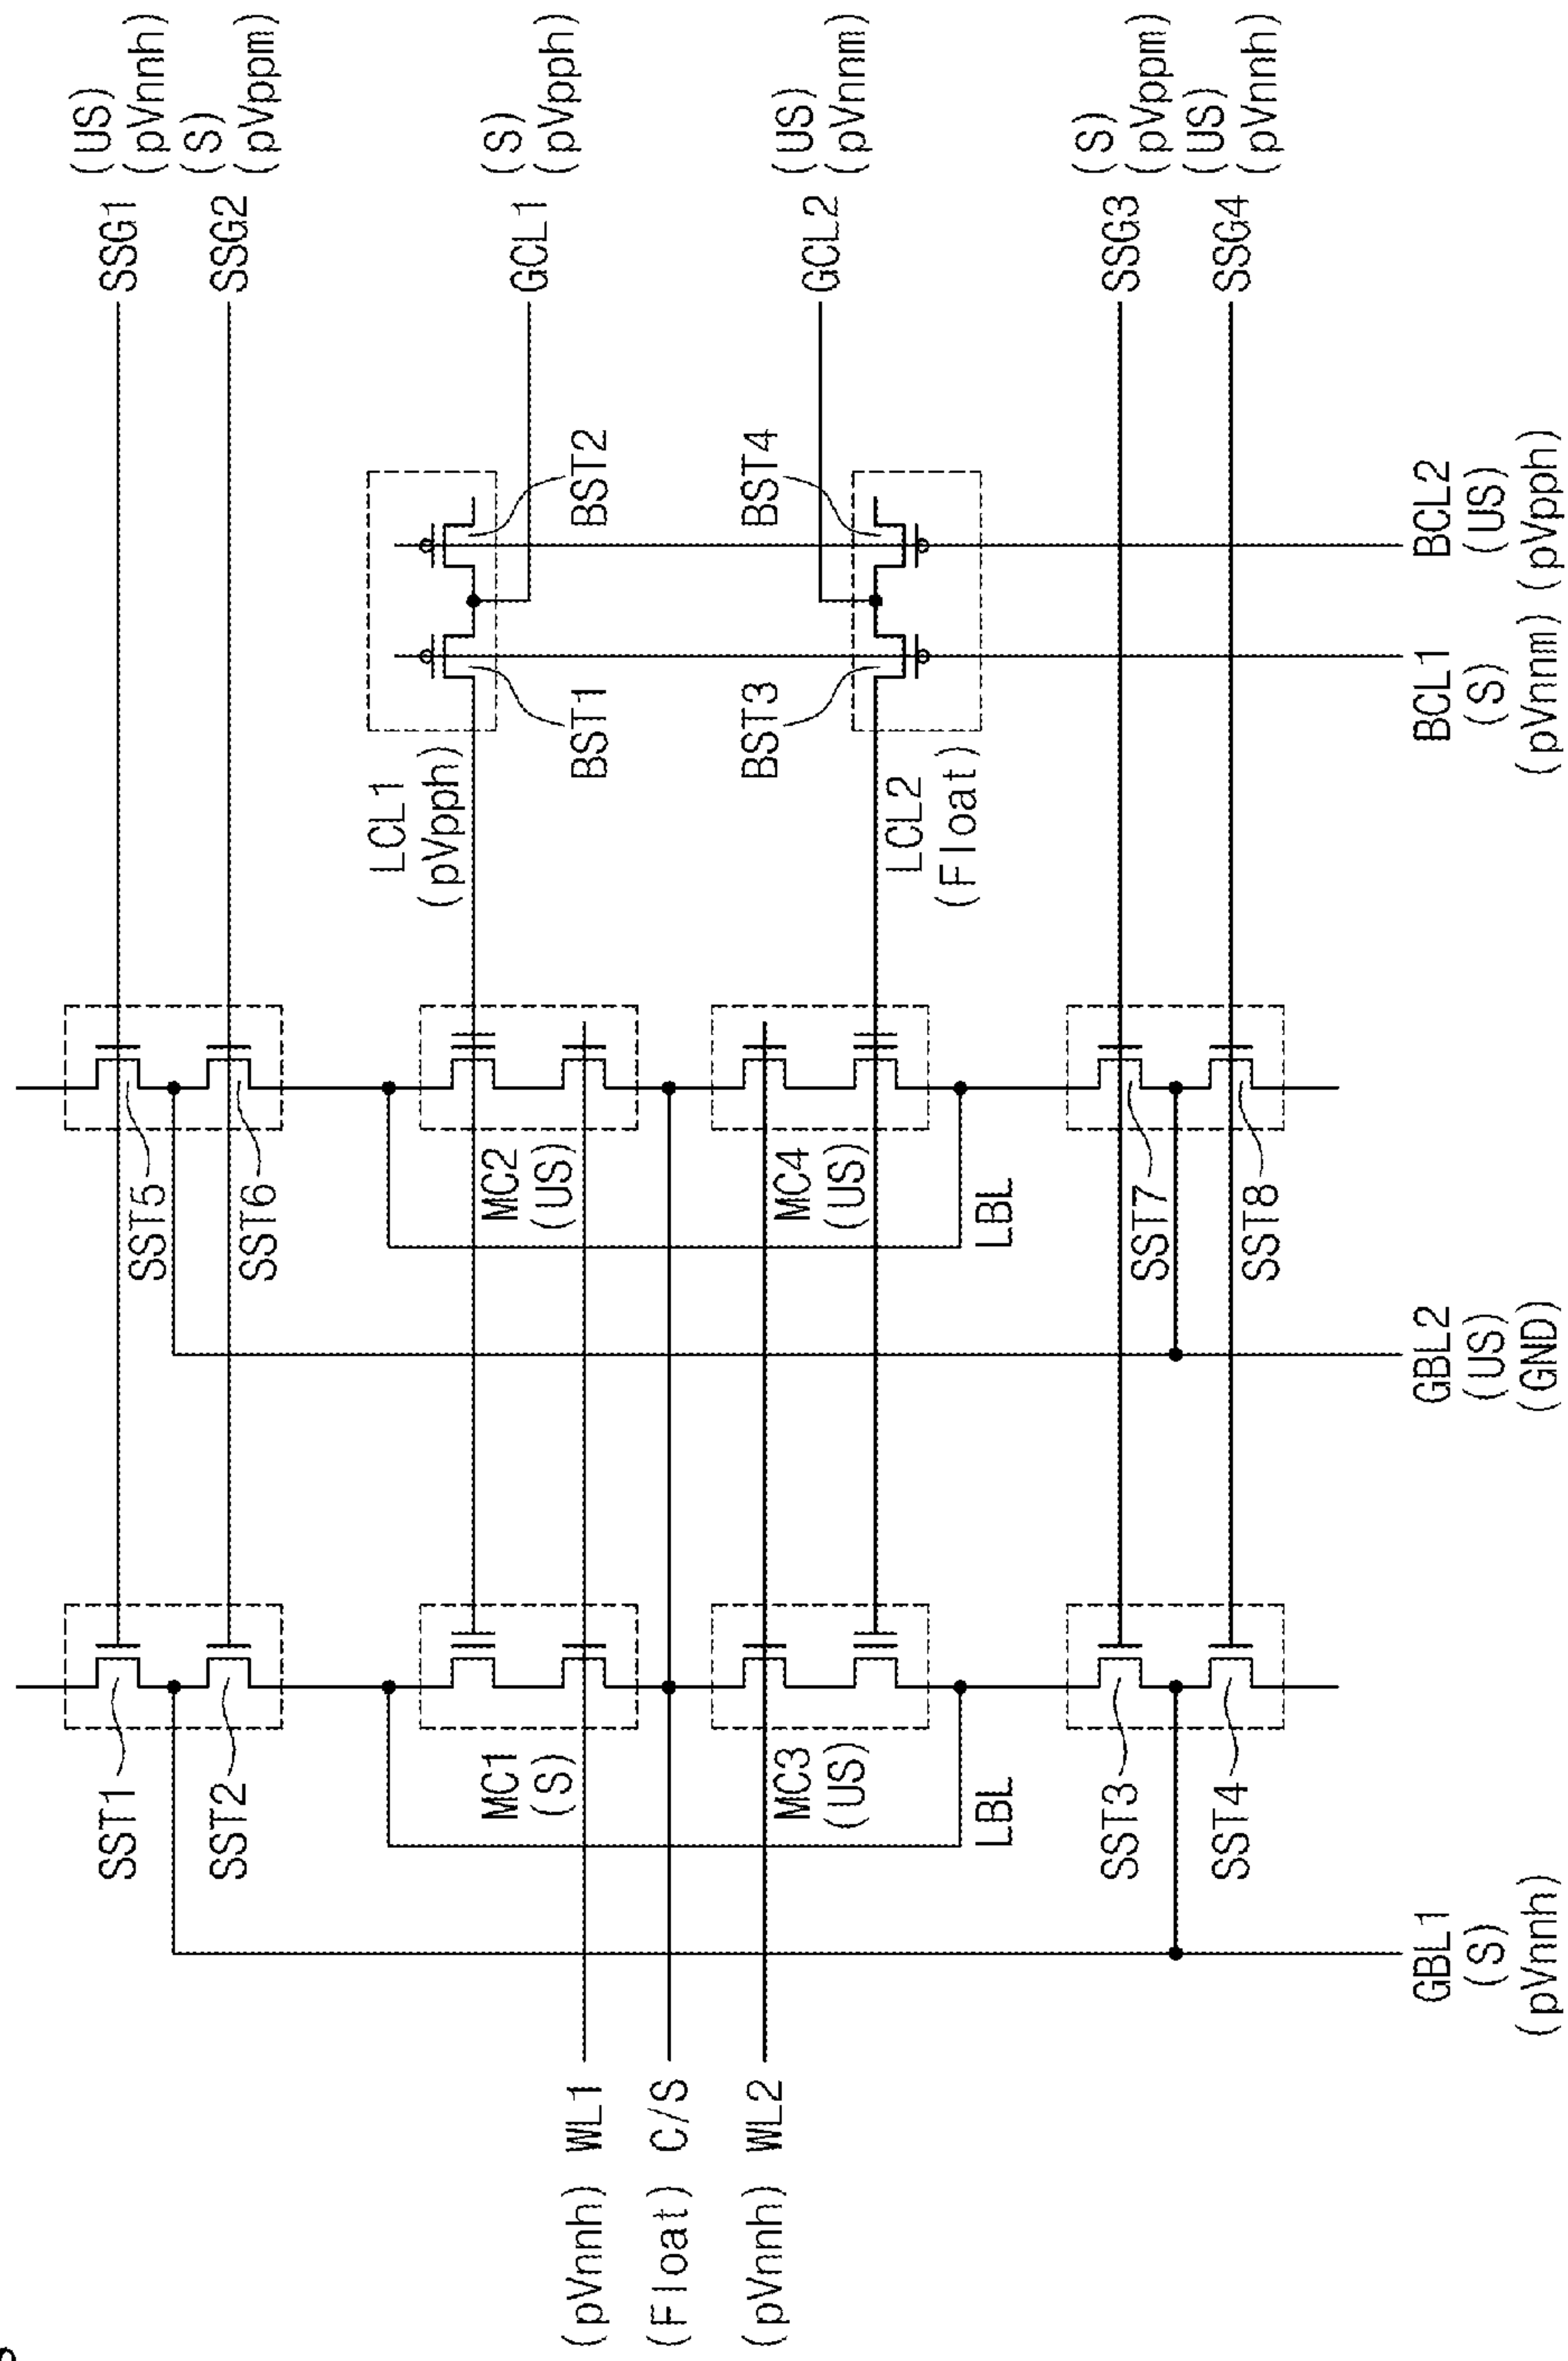 SSG1 (US)
(pVnnh)
SSG2 (S)
(pVppm)
GCL1 (S)
(pVpph)
GCL2 (US)
(pVnnm)
SSG3 (S)
(pVppm)
SSG4 (US)
(pVnnh)
SST1
SST2
SST5
SST6
LCL1
(pVpph)
BST1
BST2
BST3
BST4
LCL2
(Float)
MC1
(S)
MC2
(US)
MC3
(US)
MC4
(US)
LBL
LBL
SST3
SST4
SST7
SST8
(pVnnh) WL1
(Float) C/S
(pVnnh) WL2
GBL1
(S)
(pVnnh)
GBL2
(US)
(GND)
BCL1
(S)
(pVnnm)
BCL2
(US)
(pVpph)